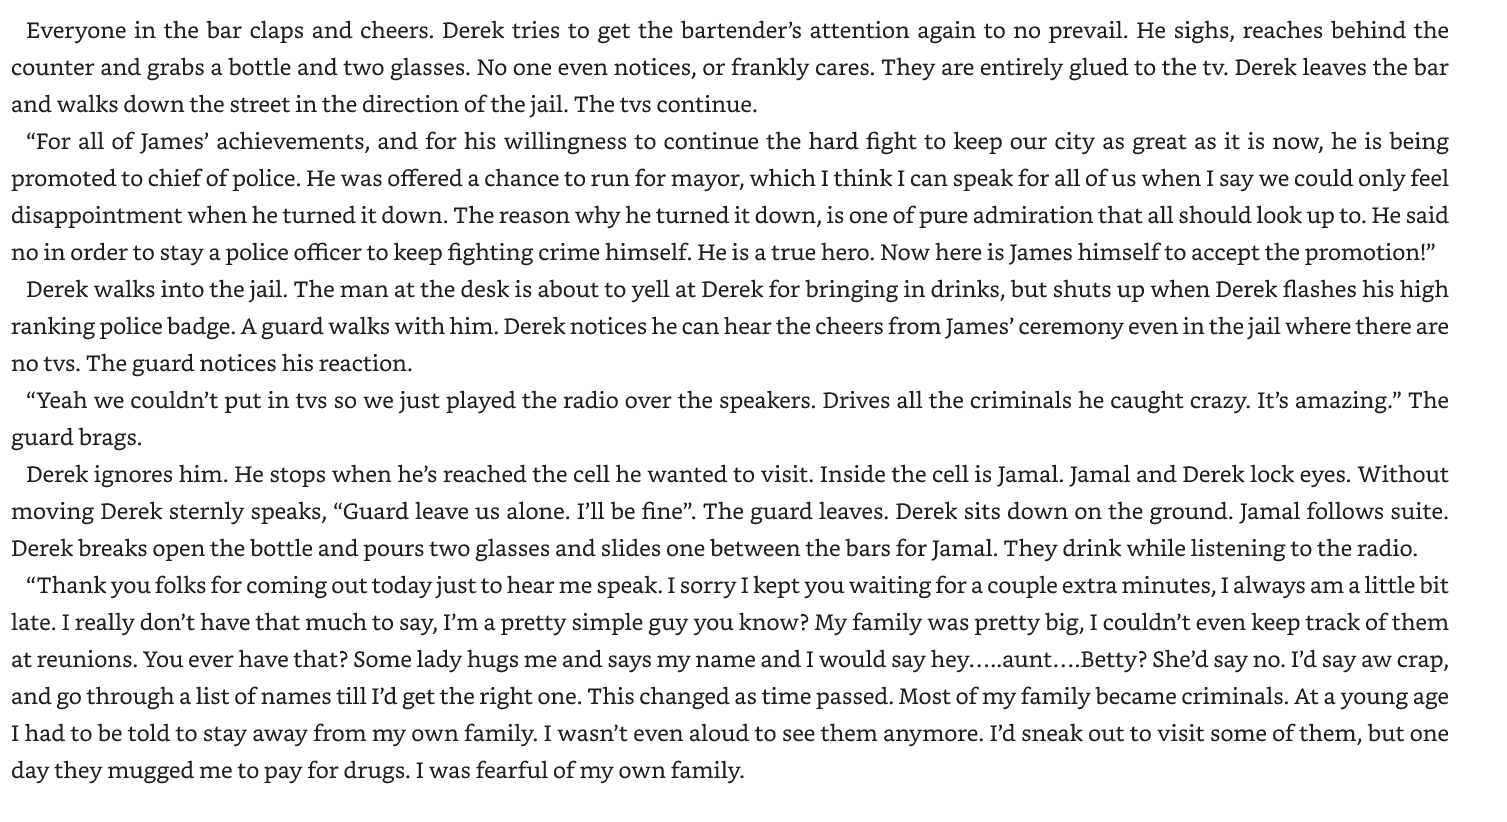 Everyone in the bar claps and cheers. Derek tries to get the bartender’s attention again to no prevail. He sighs, reaches behind the
counter and grabs a bottle and two glasses. No one even notices, or frankly cares. They are entirely glued to the tv. Derek leaves the bar
and walks down the street in the direction of the jail. The tvs continue.
“For all of James’ achievements, and for his willingness to continue the hard fight to keep our city as great as it is now, he is being
promoted to chief of police. He was offered a chance to run for mayor, which I think I can speak for all of us when I say we could only feel
disappointment when he turned it down. The reason why he turned it down, is one of pure admiration that all should look up to. He said
no in order to stay a police officer to keep fighting crime himself. He is a true hero. Now here is James himself to accept the promotion!”
Derek walks into the jail. The man at the desk is about to yell at Derek for bringing in drinks, but shuts up when Derek flashes his high
ranking police badge. A guard walks with him. Derek notices he can hear the cheers from James’ ceremony even in the jail where there are
no tvs. The guard notices his reaction.
“Yeah we couldn’t put in tvs so we just played the radio over the speakers. Drives all the criminals he caught crazy. It’s amazing.” The
guard brags.
Derek ignores him. He stops when he’s reached the cell he wanted to visit. Inside the cell is Jamal. Jamal and Derek lock eyes. Without
moving Derek sternly speaks, “Guard leave us alone. I’ll be fine”. The guard leaves. Derek sits down on the ground. Jamal follows suite.
Derek breaks open the bottle and pours two glasses and slides one between the bars for Jamal. They drink while listening to the radio.
“Thank you folks for coming out today just to hear me speak. I sorry I kept you waiting for a couple extra minutes, I always am a little bit
late. I really don’t have that much to say, I’m a pretty simple guy you know? My family was pretty big, I couldn’t even keep track of them
at reunions. You ever have that? Some lady hugs me and says my name and I would say hey…..aunt….Betty? She’d say no. I’d say aw crap,
and go through a list of names till I’d get the right one. This changed as time passed. Most of my family became criminals. At a young age
I had to be told to stay away from my own family. I wasn’t even aloud to see them anymore. I’d sneak out to visit some of them, but one
day they mugged me to pay for drugs. I was fearful of my own family.